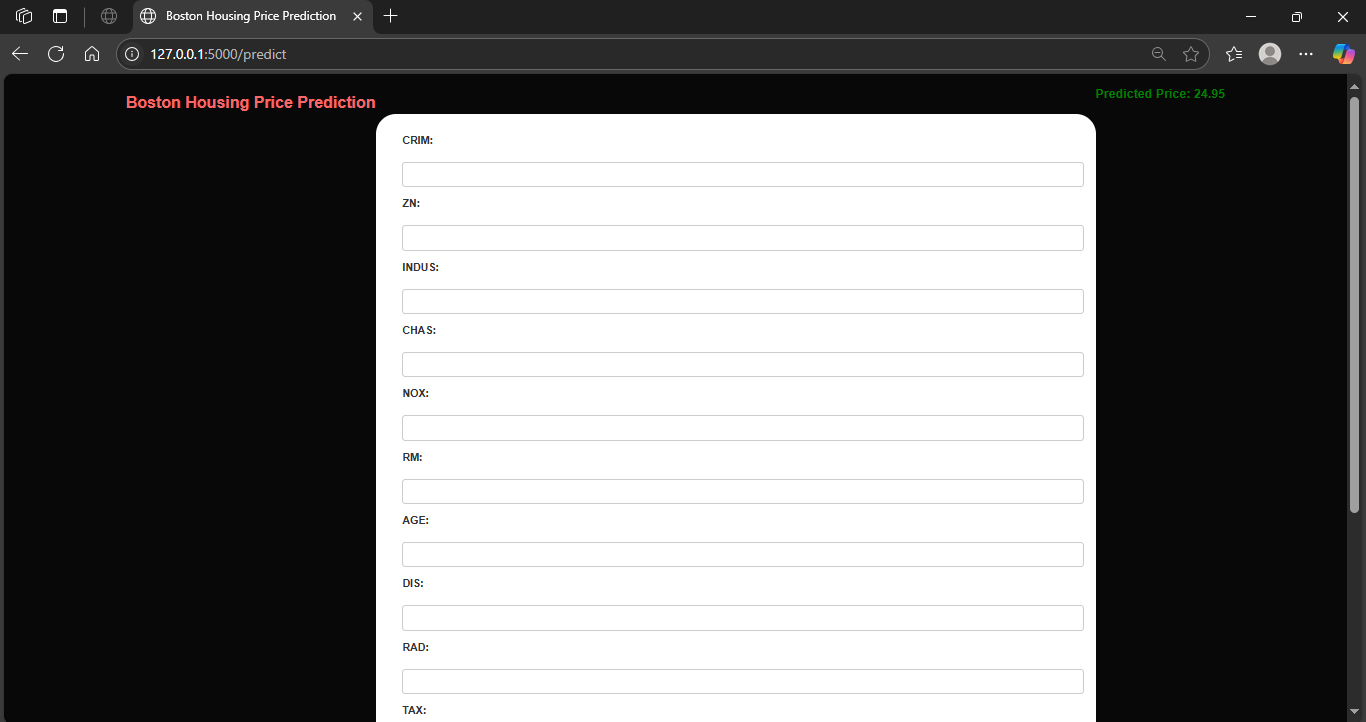 Boston Housing Price Prediction
127.0.0.1:5000/predict
Boston Housing Price Prediction
Predicted Price: 24.95
CRIM:
ZN:
INDUS:
CHAS:
NOX:
RM:
AGE:
DIS:
RAD:
TAX: